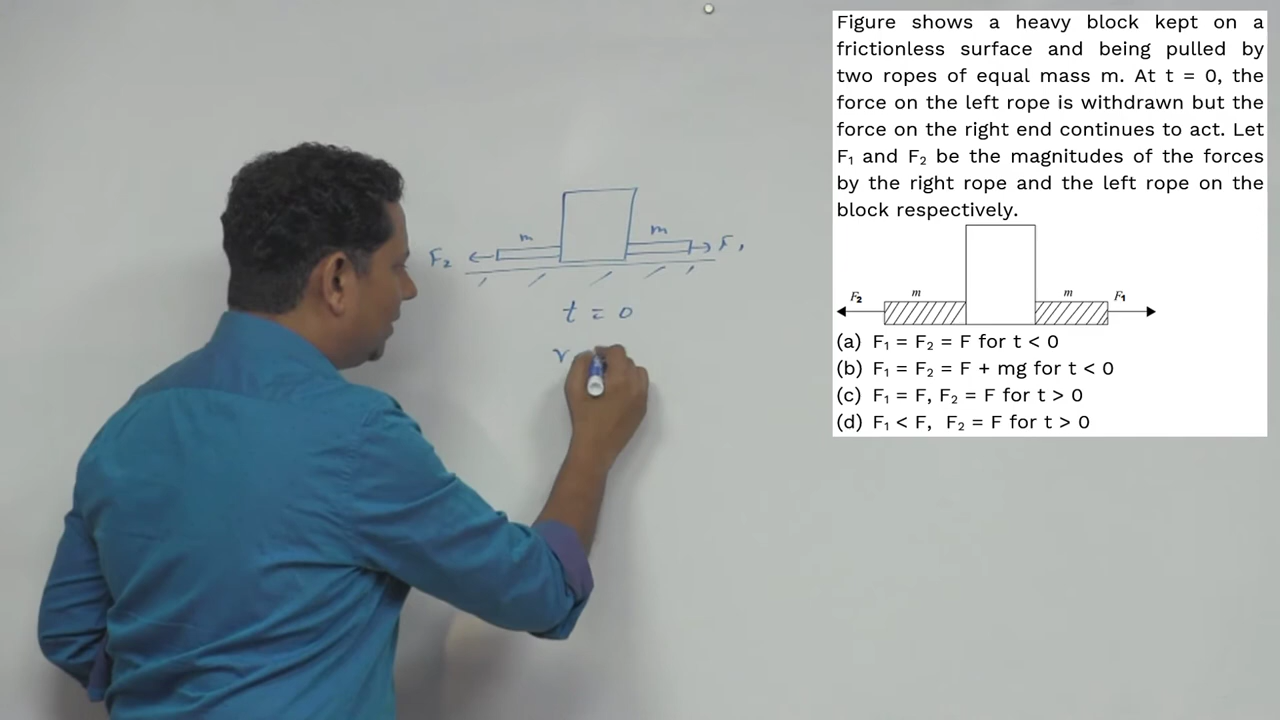 Figure shows a heavy block kept on a
frictionless surface and being pulled by
two ropes of equal mass m. At t = 0, the
force on the left rope is withdrawn but the
force on the right end continues to act. Let
F₁ and F₂ be the magnitudes of the forces
by the right rope and the left rope on the
block respectively.
F₂ m m F₁
(a) F₁ = F₂ = F for t < 0
(b) F₁ = F₂ = F + mg for t < 0
(c) F₁ = F, F₂ = F for t > 0
(d) F₁ < F, F₂ = F for t > 0
F₂ m m F₁
t = 0